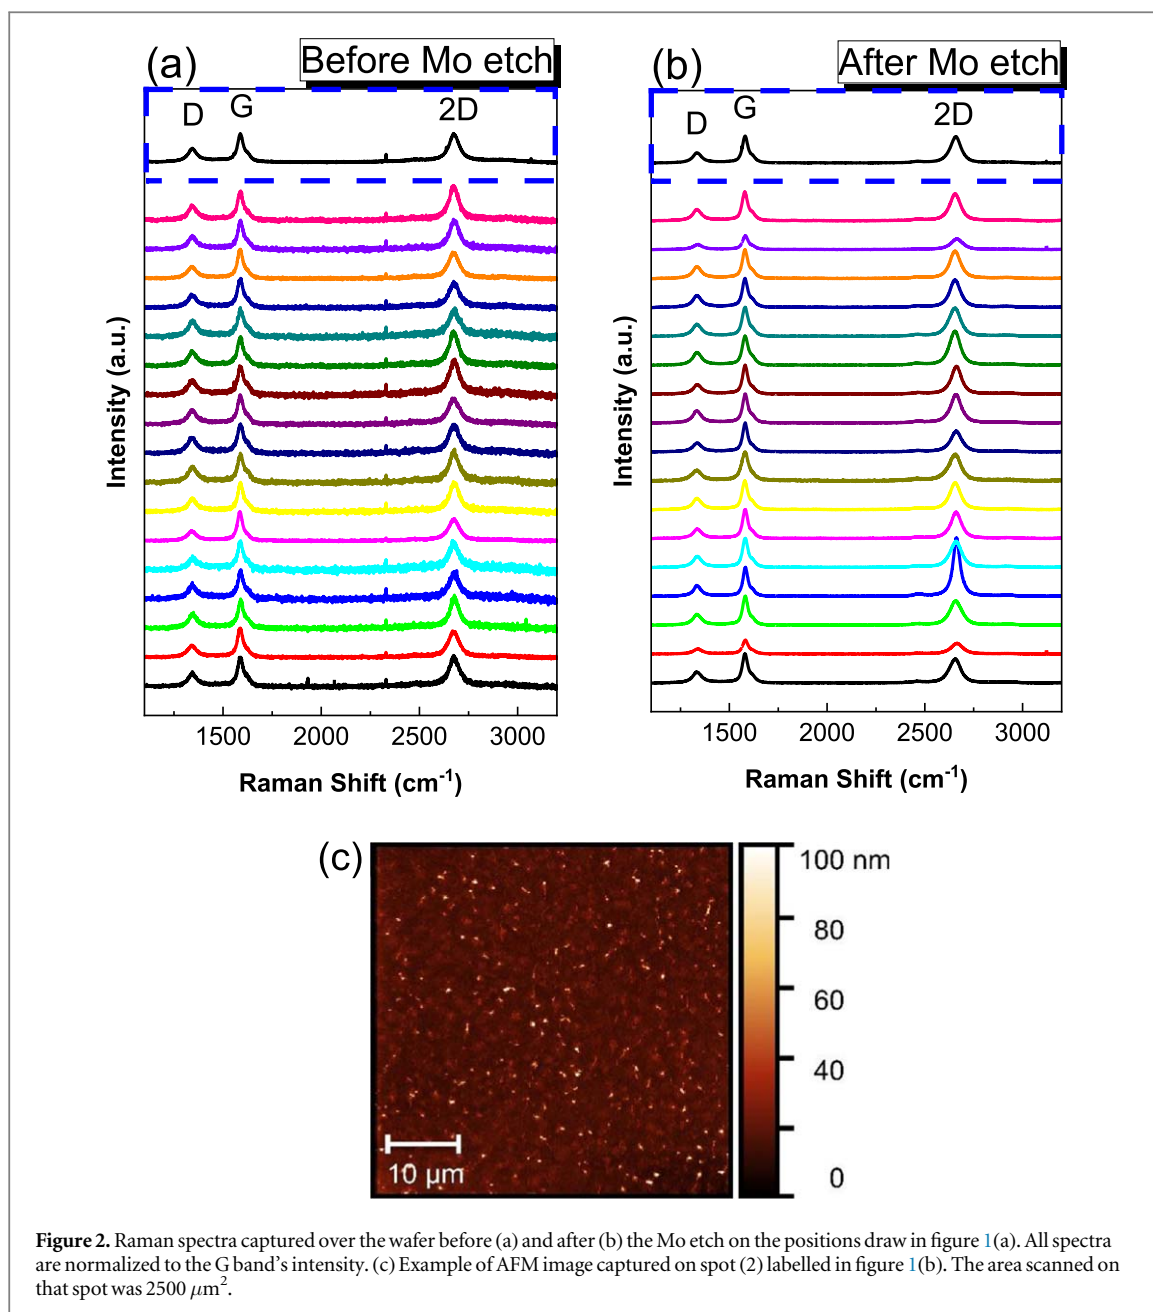 (a)
Before Mo etch
D
G
2D
Intensity (a.u.)
1500
2000
2500
3000
Raman Shift (cm⁻¹)
(b)
After Mo etch
D
G
2D
Intensity (a.u.)
1500
2000
2500
3000
Raman Shift (cm⁻¹)
(c)
10 μm
100 nm
80
60
40
0
Figure 2. Raman spectra captured over the wafer before (a) and after (b) the Mo etch on the positions draw in figure 1(a). All spectra
are normalized to the G band's intensity. (c) Example of AFM image captured on spot (2) labelled in figure 1(b). The area scanned on
that spot was 2500 μm².